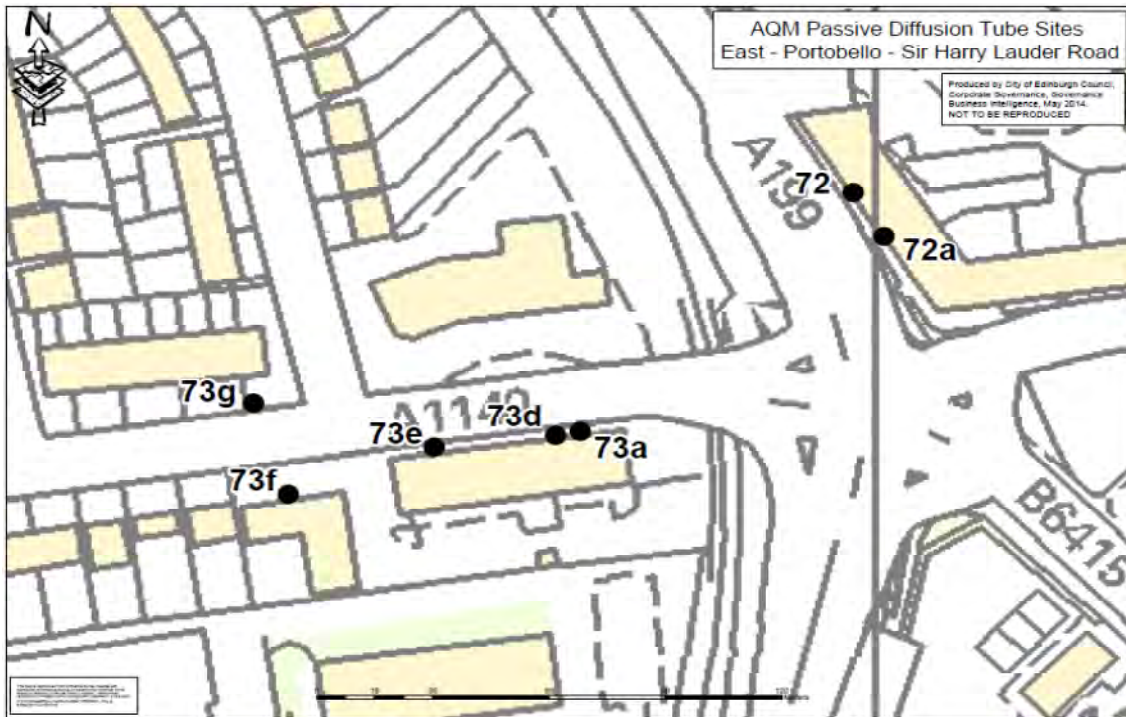 N
AQM Passive Diffusion Tube Sites
East - Portobello - Sir Harry Lauder Road
Produced by City of Edinburgh Council,
Corporate Governance, Governance
Business Intelligence, May 2014.
NOT TO BE REPRODUCED
A199
72
72a
73g
A1140
73d
73e
73a
73f
B6415